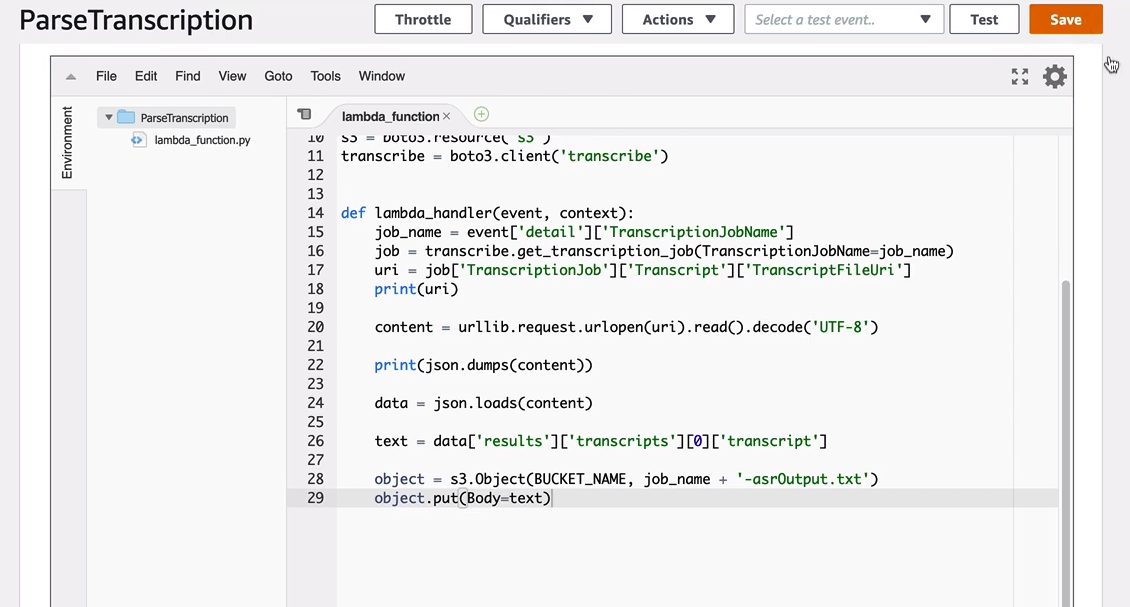 ParseTranscription
Throttle
Qualifiers
Actions
Select a test event..
Test
Save
File Edit Find View Goto Tools Window
Environment
ParseTranscription
lambda_function.py
lambda_function
10 s3 = boto3.resource('s3')
11 transcribe = boto3.client('transcribe')
12
13
14 def lambda_handler(event, context):
15 job_name = event['detail']['TranscriptionJobName']
16 job = transcribe.get_transcription_job(TranscriptionJobName=job_name)
17 uri = job['TranscriptionJob']['Transcript']['TranscriptFileUri']
18 print(uri)
19
20 content = urllib.request.urlopen(uri).read().decode('UTF-8')
21
22 print(json.dumps(content))
23
24 data = json.loads(content)
25
26 text = data['results']['transcripts'][0]['transcript']
27
28 object = s3.Object(BUCKET_NAME, job_name + '-asrOutput.txt')
29 object.put(Body=text)